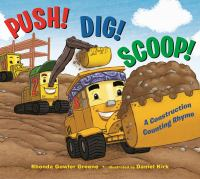 PUSH! DIG! SCOOP!
A Construction
Counting Rhyme
Rhonda Gowler Greene • illustrated by Daniel Kirk